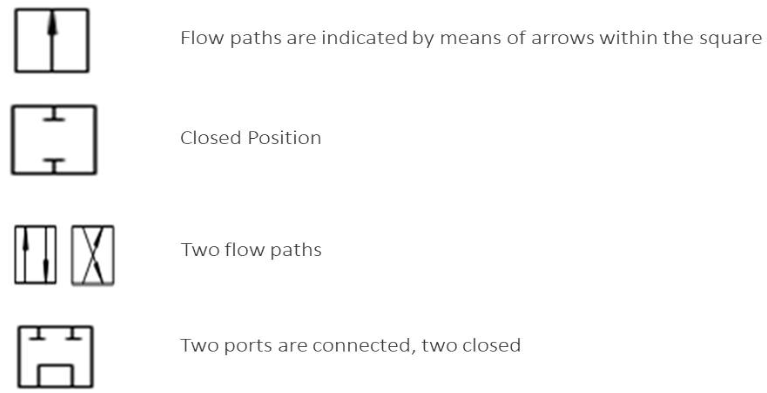 Flow paths are indicated by means of arrows within the square
Closed Position
Two flow paths
Two ports are connected, two closed